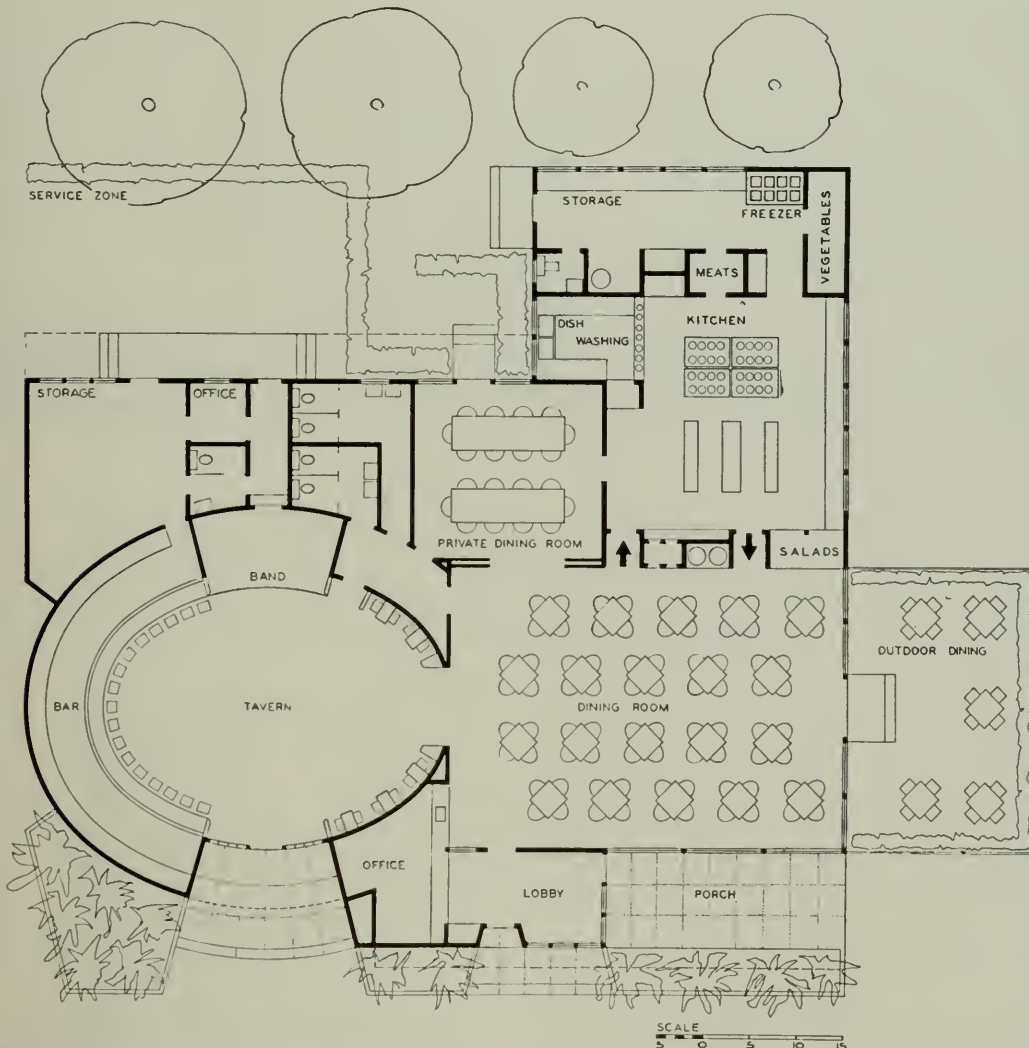 SERVICE ZONE
STORAGE
FREEZER
VEGETABLES
MEATS
KITCHEN
DISH
WASHING
STORAGE
OFFICE
PRIVATE DINING ROOM
SALADS
BAND
OUTDOOR DINING
BAR
TAVERN
DINING ROOM
OFFICE
LOBBY
PORCH
SCALE
5 0 5 10 15